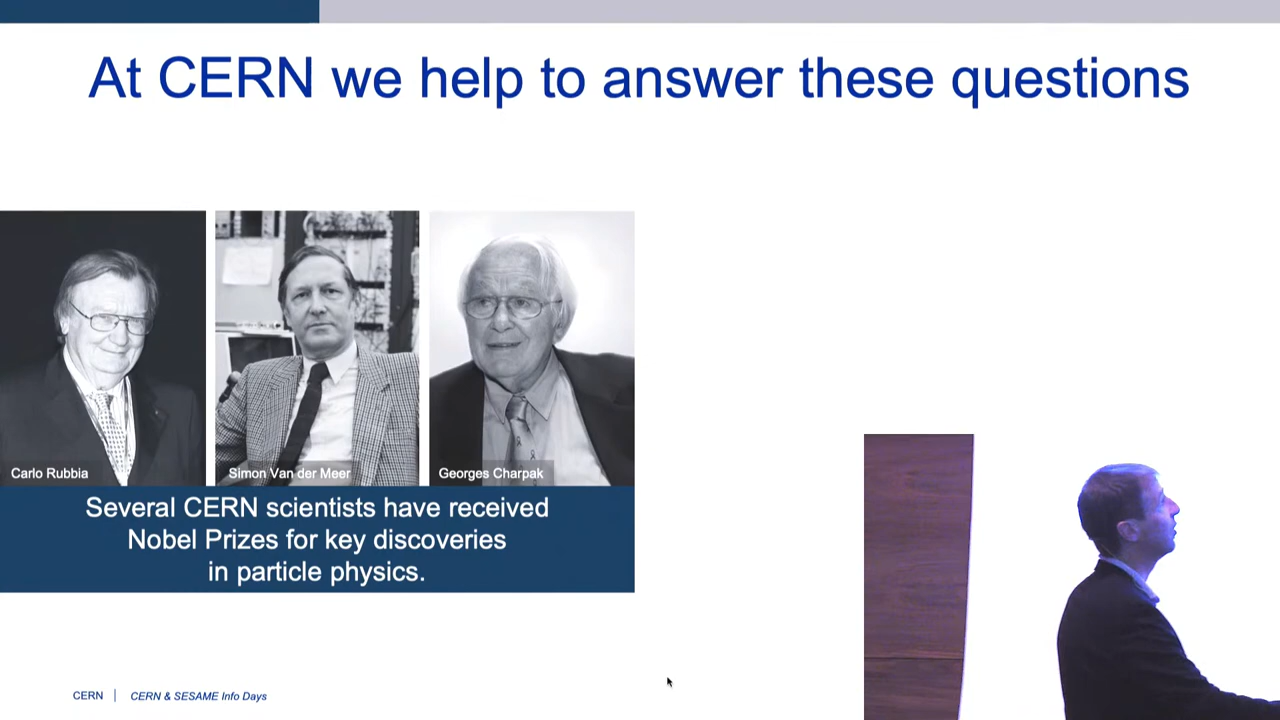 At CERN we help to answer these questions
Carlo Rubbia
Simon Van der Meer
Georges Charpak
Several CERN scientists have received
Nobel Prizes for key discoveries
in particle physics.
CERN | CERN & SESAME Info Days